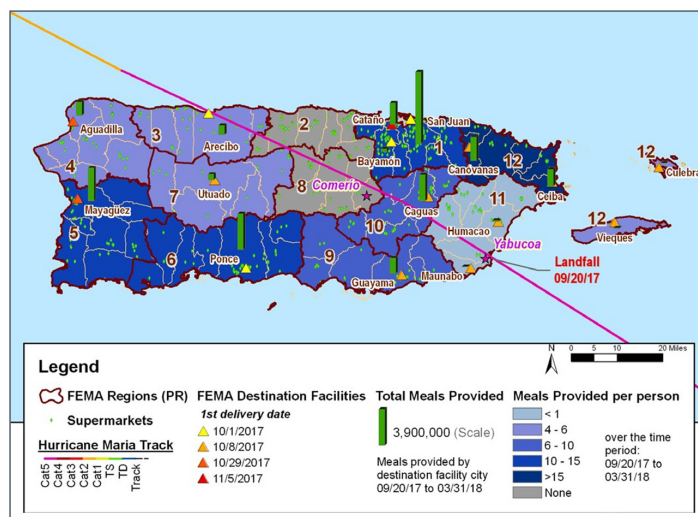 2
Cataño
San Juan
3
1
Aguadilla
Arecibo
12
12
Bayamon
Canovanas
Culebra
4
7
8
Comerio
Utuado
Ceiba
Mayaguez
Caguas
11
12
5
10
Humacao
Vieques
6
Ponce
9
Yabucoa
Guayama
Maunabo
Landfall
09/20/17
N
0 5 10 20 Miles
Legend
FEMA Regions (PR)
Supermarkets
Hurricane Maria Track
Cat5
Cat4
Cat3
Cat2
Cat1
TS
TD
Track
FEMA Destination Facilities
1st delivery date
10/1/2017
10/8/2017
10/29/2017
11/5/2017
Total Meals Provided
3,900,000 (Scale)
Meals provided by
destination facility city
09/20/17 to 03/31/18
Meals Provided per person
< 1
4 - 6
6 - 10
10 - 15
>15
None
over the time
period:
09/20/17 to
03/31/18